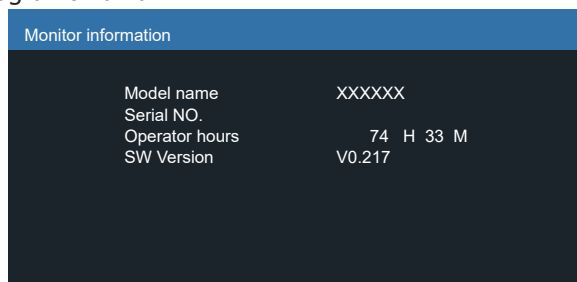 Monitor information
Model name XXXXXX
Serial NO.
Operator hours 74 H 33 M
SW Version V0.217